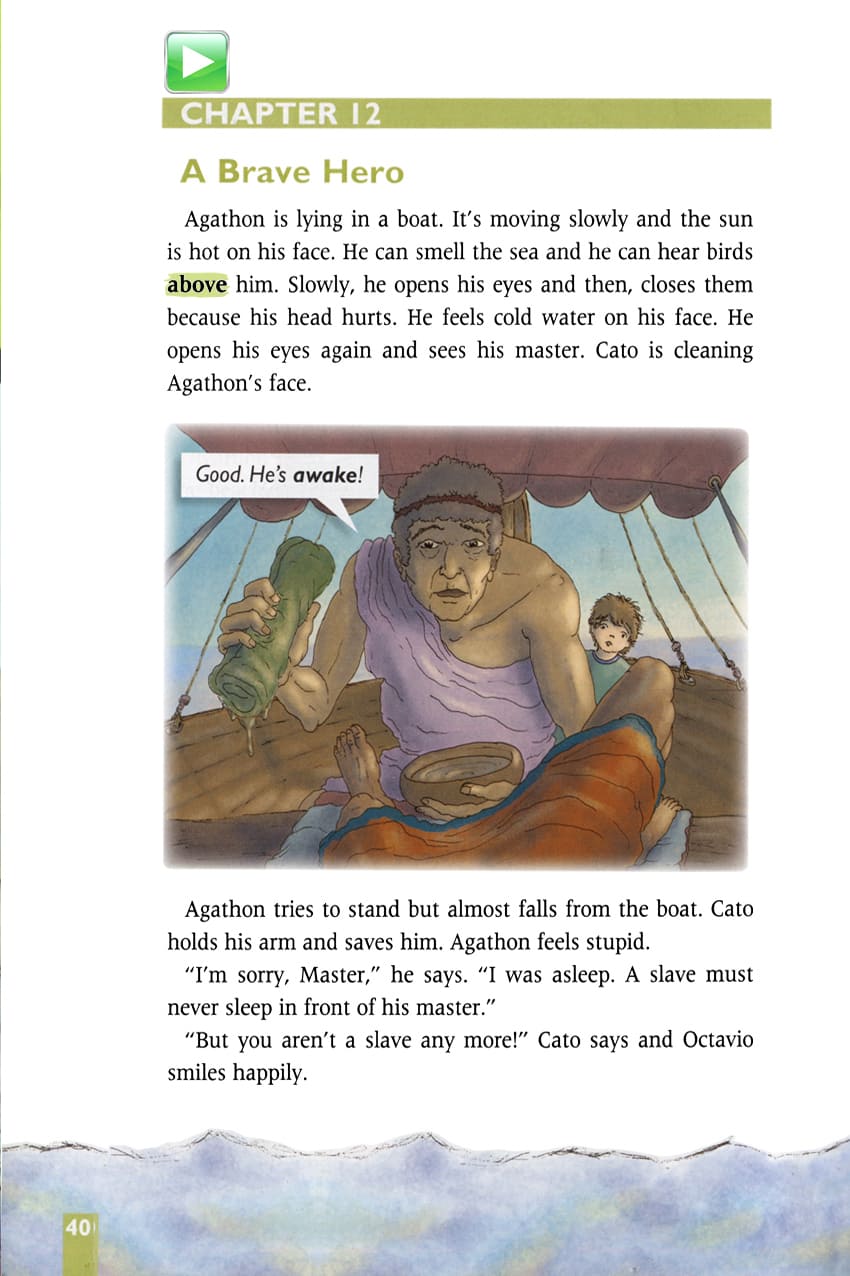 CHAPTER 12
A Brave Hero
Agathon is lying in a boat. It’s moving slowly and the sun
is hot on his face. He can smell the sea and he can hear birds
above him. Slowly, he opens his eyes and then, closes them
because his head hurts. He feels cold water on his face. He
opens his eyes again and sees his master. Cato is cleaning
Agathon’s face.
Good. He’s awake!
Agathon tries to stand but almost falls from the boat. Cato
holds his arm and saves him. Agathon feels stupid.
“I’m sorry, Master,” he says. “I was asleep. A slave must
never sleep in front of his master.”
“But you aren’t a slave any more!” Cato says and Octavio
smiles happily.
40